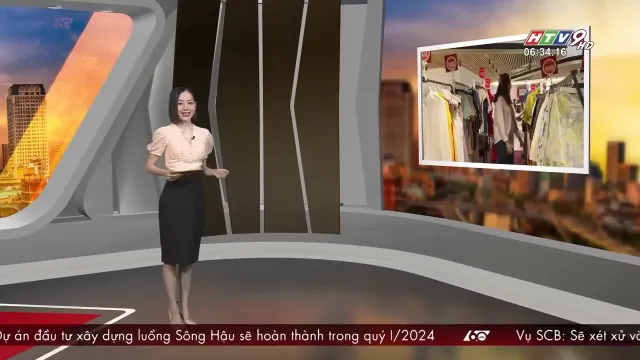 HTV9 HD
06:34:16
Dự án đầu tư xây dựng luồng Sông Hậu sẽ hoàn thành trong quý I/2024 60 Vụ SCB: Sẽ xét xử